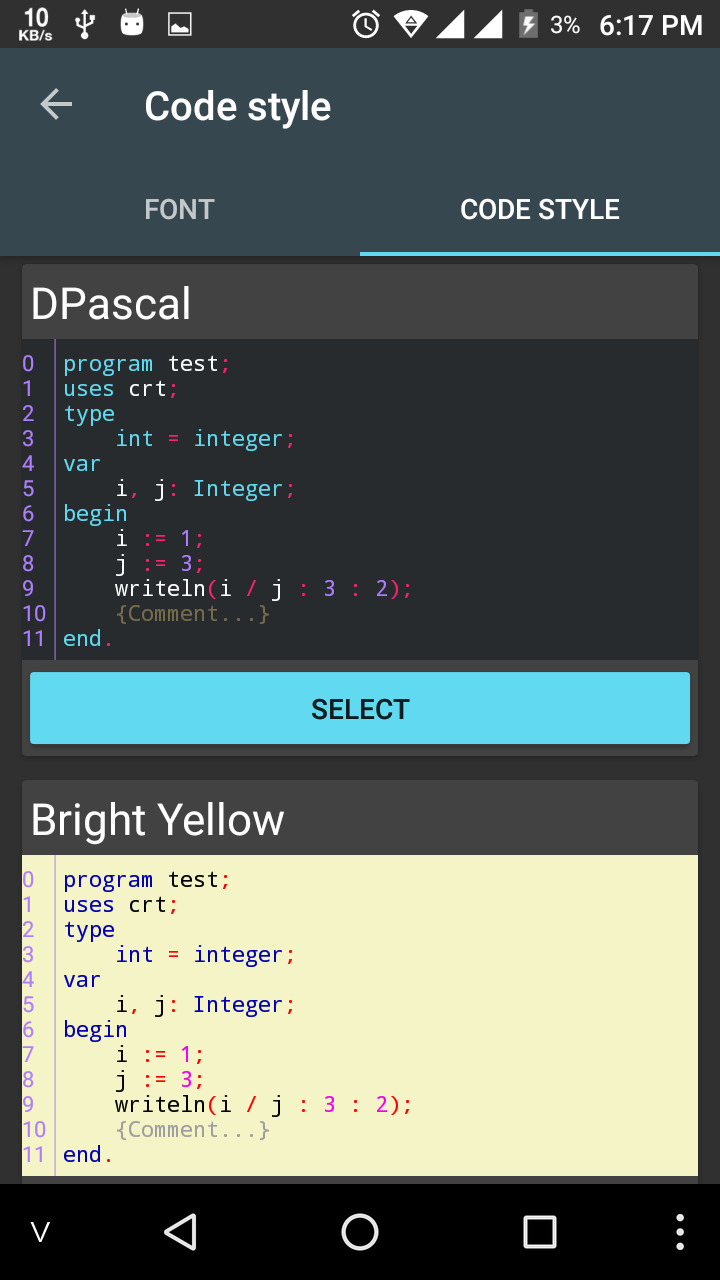 10
KB/s
3% 6:17 PM
Code style
FONT CODE STYLE
DPascal
0 program test;
1 uses crt;
2 type
3 int = integer;
4 var
5 i, j: Integer;
6 begin
7 i := 1;
8 j := 3;
9 writeln(i / j : 3 : 2);
10 {Comment...}
11 end.
SELECT
Bright Yellow
0 program test;
1 uses crt;
2 type
3 int = integer;
4 var
5 i, j: Integer;
6 begin
7 i := 1;
8 j := 3;
9 writeln(i / j : 3 : 2);
10 {Comment...}
11 end.